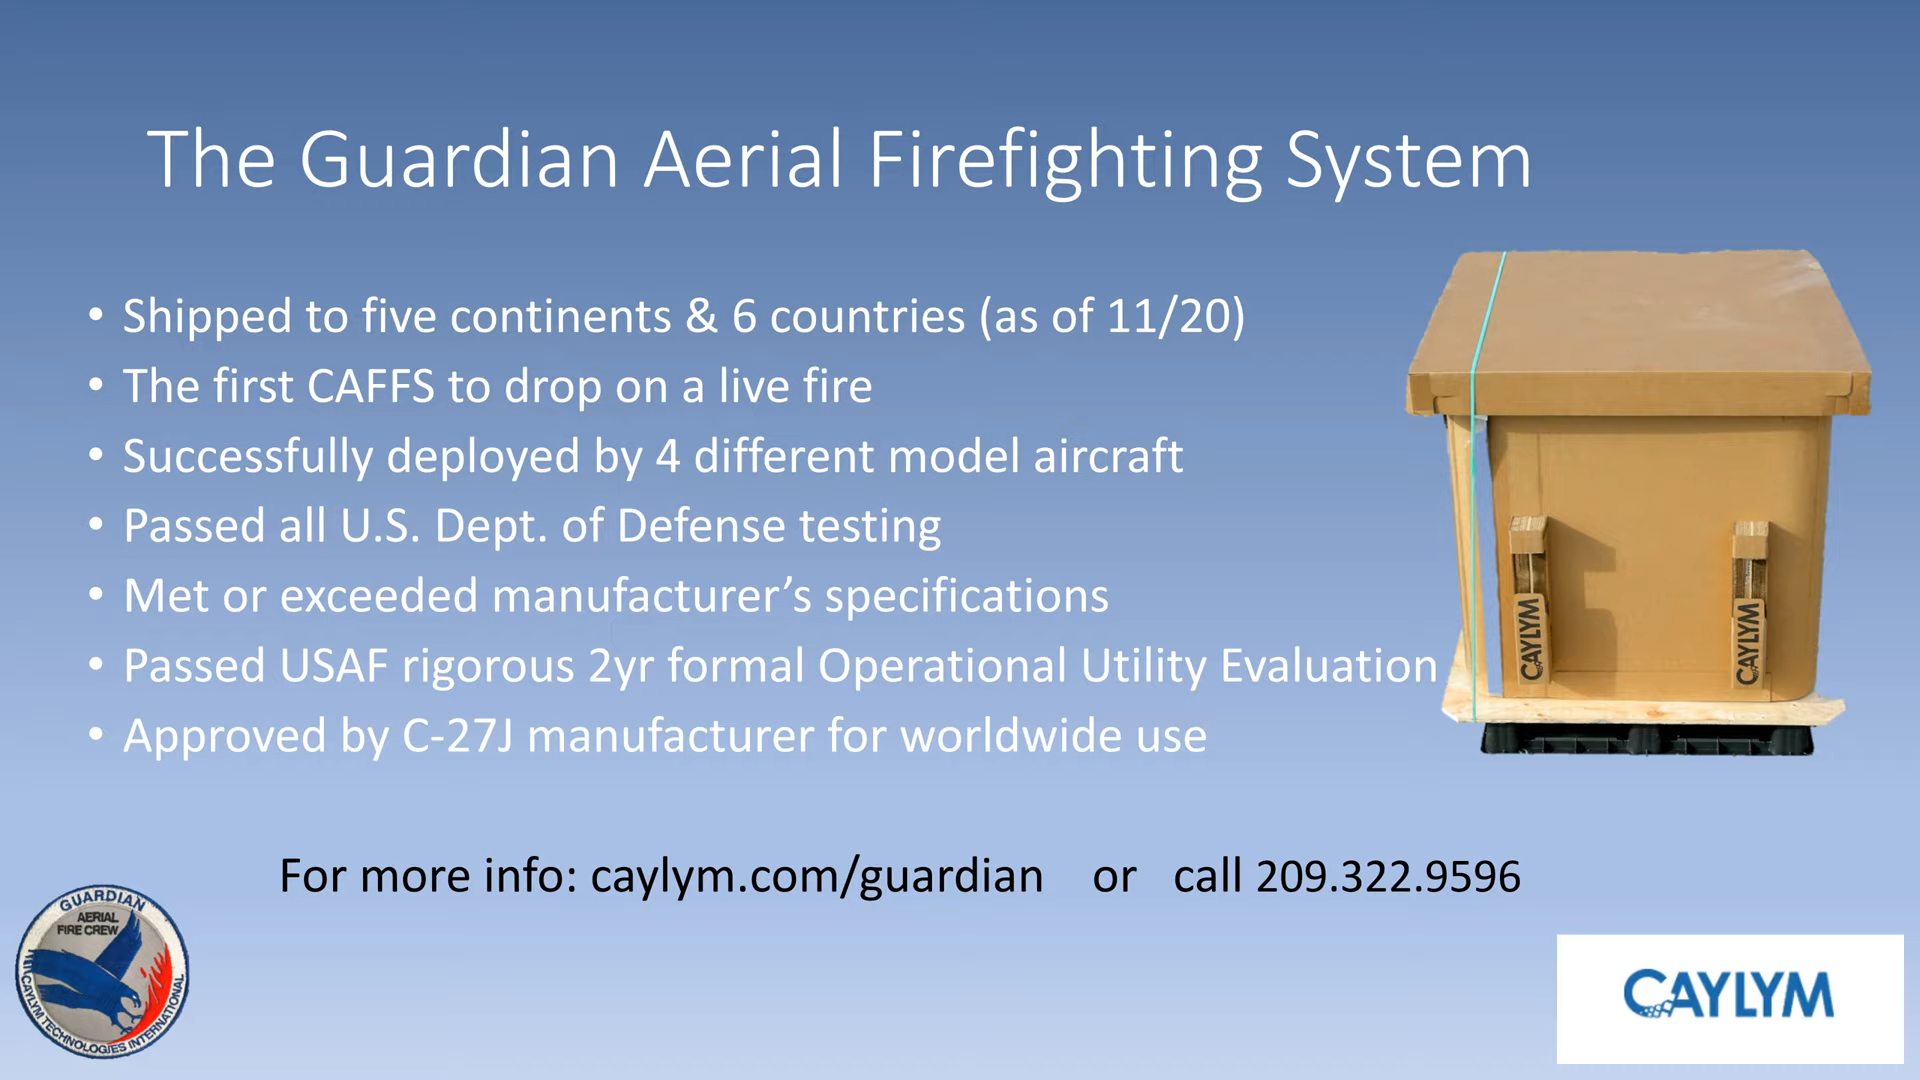 The Guardian Aerial Firefighting System
• Shipped to five continents & 6 countries (as of 11/20)
• The first CAFFS to drop on a live fire
• Successfully deployed by 4 different model aircraft
• Passed all U.S. Dept. of Defense testing
• Met or exceeded manufacturer’s specifications
• Passed USAF rigorous 2yr formal Operational Utility Evaluation
• Approved by C-27J manufacturer for worldwide use
CAYLYM
CAYLYM
For more info: caylym.com/guardian or call 209.322.9596
GUARDIAN
AERIAL
FIRE CREW
CAYLYM TECHNOLOGIES INTERNATIONAL
CAYLYM